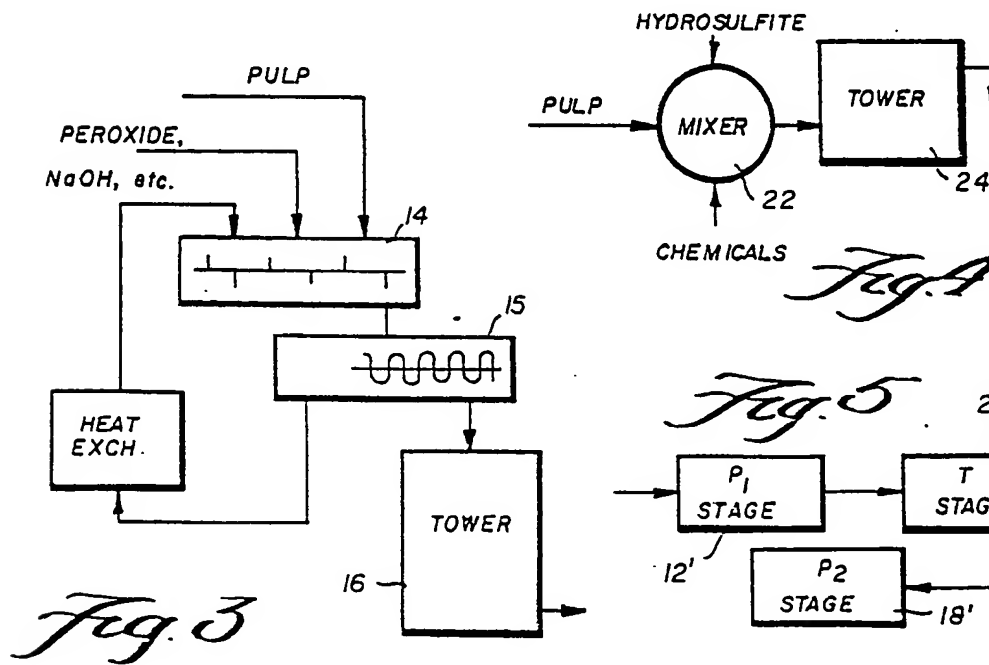 PULP
PEROXIDE,
NaOH, etc.
14
15
HEAT
EXCH.
TOWER
16
Fig. 3
HYDROSULFITE
PULP
MIXER
TOWER
22
24
CHEMICALS
Fig. 4
Fig. 5
2
P1
STAGE
12'
T
STAG
P2
STAGE
18'